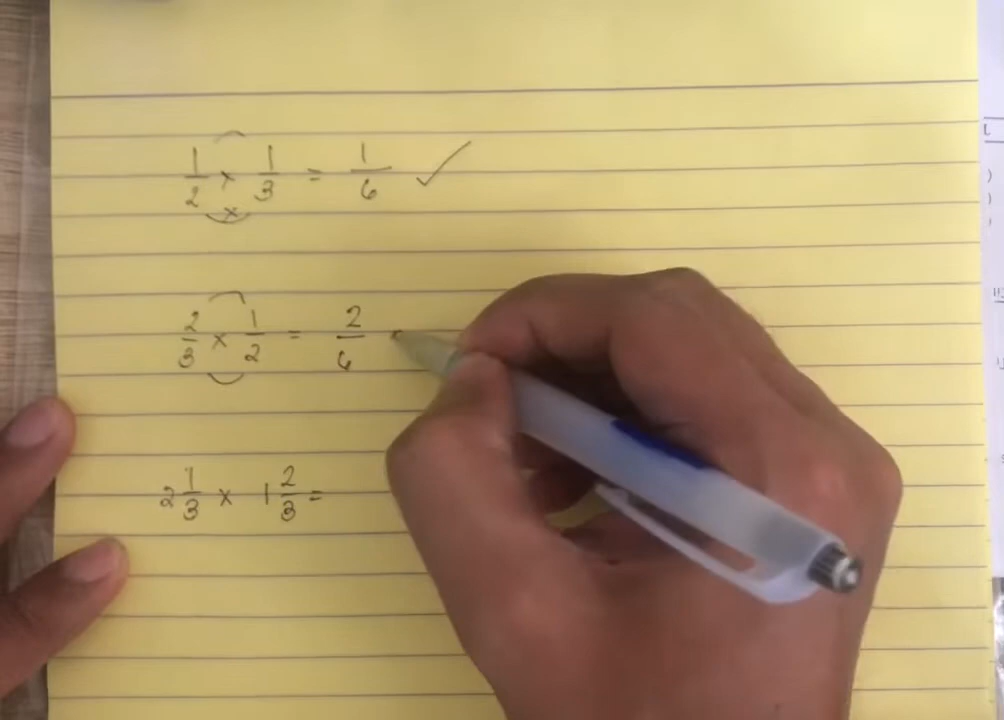 1/2 × 1/3 = 1/6 ✓
2/3 × 1/2 = 2/6
2 1/3 × 1 2/3 =